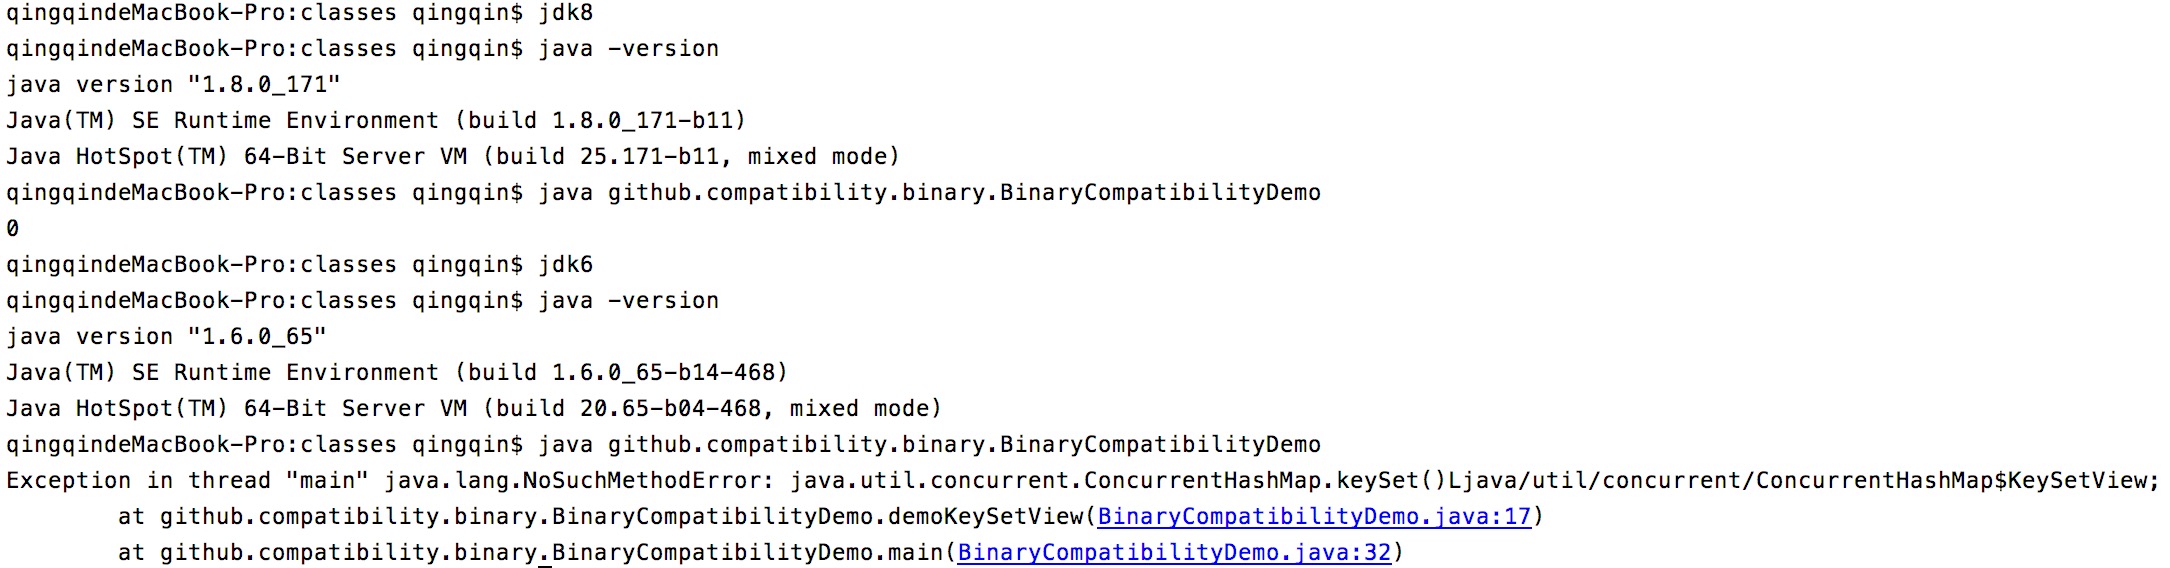 qingqindeMacBook-Pro:classes qingqin$ jdk8
qingqindeMacBook-Pro:classes qingqin$ java -version
java version "1.8.0_171"
Java(TM) SE Runtime Environment (build 1.8.0_171-b11)
Java HotSpot(TM) 64-Bit Server VM (build 25.171-b11, mixed mode)
qingqindeMacBook-Pro:classes qingqin$ java github.compatibility.binary.BinaryCompatibilityDemo
0
qingqindeMacBook-Pro:classes qingqin$ jdk6
qingqindeMacBook-Pro:classes qingqin$ java -version
java version "1.6.0_65"
Java(TM) SE Runtime Environment (build 1.6.0_65-b14-468)
Java HotSpot(TM) 64-Bit Server VM (build 20.65-b04-468, mixed mode)
qingqindeMacBook-Pro:classes qingqin$ java github.compatibility.binary.BinaryCompatibilityDemo
Exception in thread "main" java.lang.NoSuchMethodError: java.util.concurrent.ConcurrentHashMap.keySet()Ljava/util/concurrent/ConcurrentHashMap$KeySetView;
at github.compatibility.binary.BinaryCompatibilityDemo.demoKeySetView(BinaryCompatibilityDemo.java:17)
at github.compatibility.binary.BinaryCompatibilityDemo.main(BinaryCompatibilityDemo.java:32)